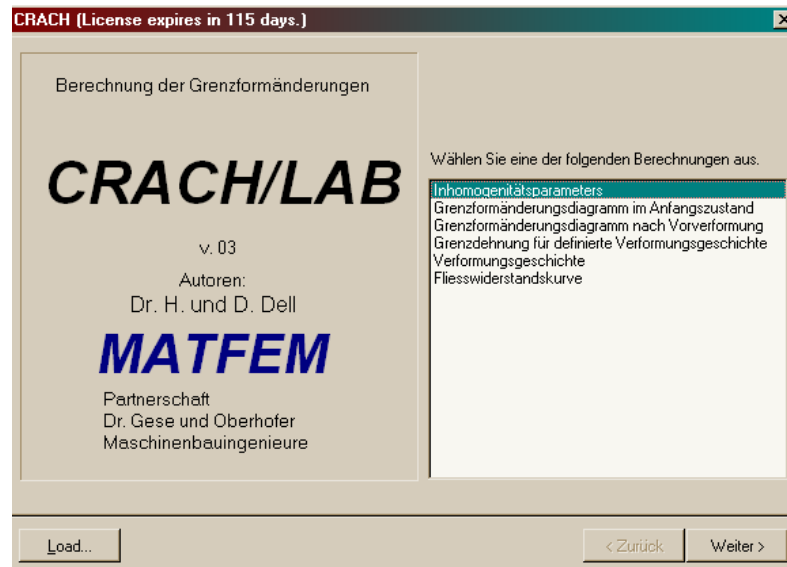 CRACH (License expires in 115 days.)
Berechnung der Grenzformänderungen
CRACH/LAB
v. 03
Autoren:
Dr. H. und D. Dell
MATFEM
Partnerschaft
Dr. Gese und Oberhofer
Maschinenbauingenieure
Wählen Sie eine der folgenden Berechnungen aus.
Inhomogenitätsparameters
Grenzformänderungsdiagramm im Anfangszustand
Grenzformänderungsdiagramm nach Vorverformung
Grenzdehnung für definierte Verformungsgeschichte
Verformungsgeschichte
Fliesswiderstandskurve
Load...
< Zurück
Weiter >